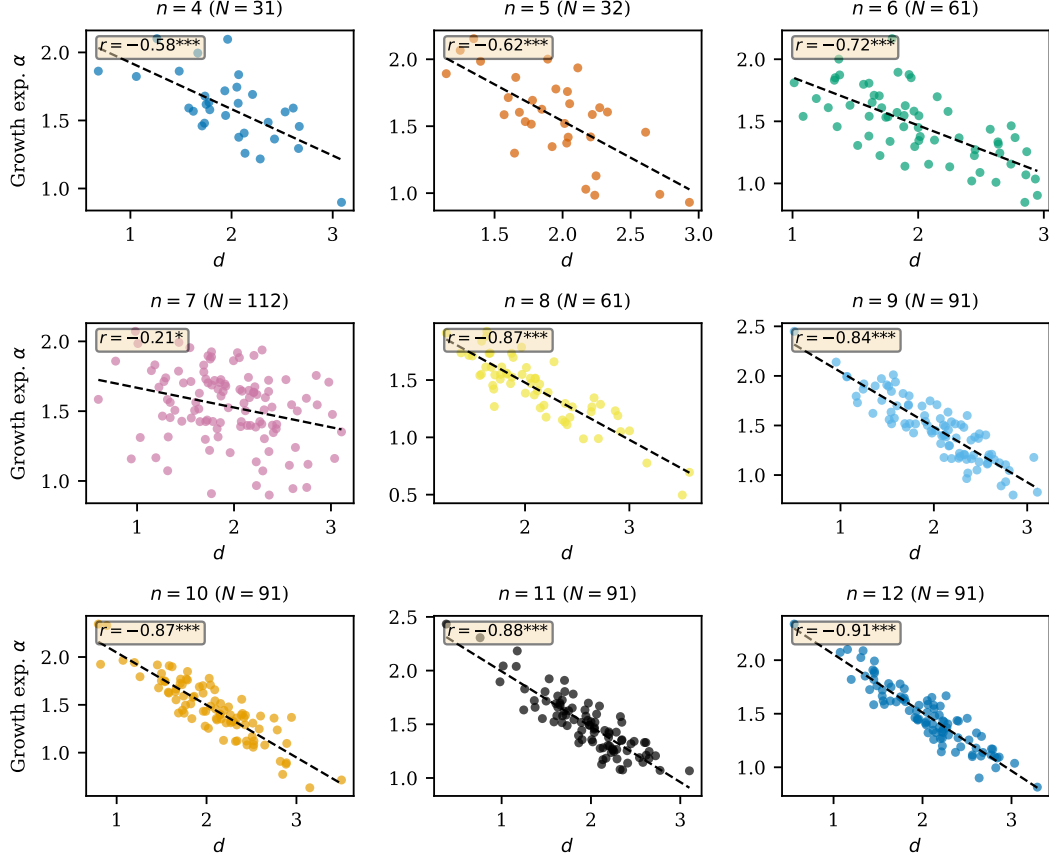 n = 4 (N = 31)
n = 5 (N = 32)
n = 6 (N = 61)
r = −0.58***
r = −0.62***
r = −0.72***
Growth exp. α
2.0
1.5
1.0
2.0
1.5
1.0
2.0
1.5
1.0
1 2 3
1.5 2.0 2.5 3.0
1 2 3
d
d
d
n = 7 (N = 112)
n = 8 (N = 61)
n = 9 (N = 91)
r = −0.21*
r = −0.87***
r = −0.84***
Growth exp. α
2.0
1.5
1.0
1.5
1.0
0.5
2.5
2.0
1.5
1.0
1 2 3
2 3
1 2 3
d
d
d
n = 10 (N = 91)
n = 11 (N = 91)
n = 12 (N = 91)
r = −0.87***
r = −0.88***
r = −0.91***
Growth exp. α
2.0
1.5
1.0
2.5
2.0
1.5
1.0
2.0
1.5
1.0
1 2 3
1 2 3
1 2 3
d
d
d